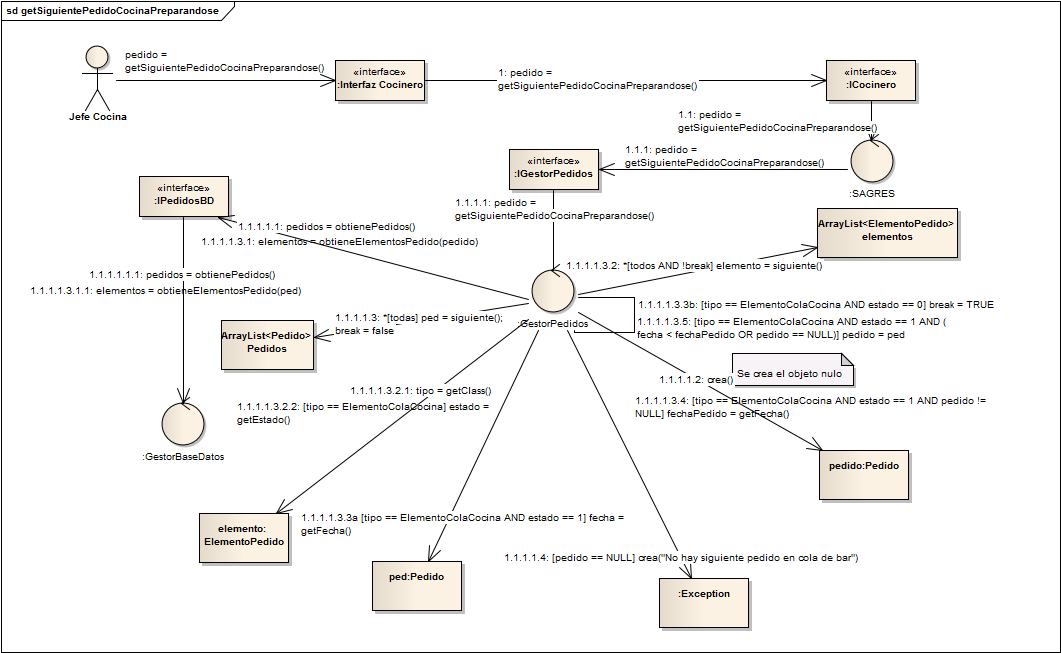 sd getSiguientePedidoCocinaPreparandose
pedido =
getSiguientePedidoCocinaPreparandose()
Jefe Cocina
«interface»
:Interfaz Cocinero
1: pedido =
getSiguientePedidoCocinaPreparandose()
«interface»
:ICocinero
1.1: pedido =
getSiguientePedidoCocinaPreparandose()
:SAGRES
1.1.1: pedido =
getSiguientePedidoCocinaPreparandose()
«interface»
:IGestorPedidos
«interface»
:IPedidosBD
1.1.1.1: pedido =
getSiguientePedidoCocinaPreparandose()
ArrayList<ElementoPedido>
elementos
1.1.1.1.1: pedidos = obtienePedidos()
1.1.1.1.3.1: elementos = obtieneElementosPedido(pedido)
1.1.1.1.3.2: *[todos AND !break] elemento = siguiente()
1.1.1.1.1.1: pedidos = obtienePedidos()
1.1.1.1.3.1.1: elementos = obtieneElementosPedido(ped)
1.1.1.1.3.3b: [tipo == ElementoColaCocina AND estado == 0] break = TRUE
1.1.1.1.3: *[todas] ped = siguiente();
break = false
:GestorPedidos
1.1.1.1.3.5: [tipo == ElementoColaCocina AND estado == 1 AND (
fecha < fechaPedido OR pedido == NULL)] pedido = ped
ArrayList<Pedido>
Pedidos
Se crea el objeto nulo
1.1.1.1.2: crea()
1.1.1.1.3.2.1: tipo = getClass()
1.1.1.1.3.2.2: [tipo == ElementoColaCocina] estado =
getEstado()
1.1.1.1.3.4: [tipo == ElementoColaCocina AND estado == 1 AND pedido !=
NULL] fechaPedido = getFecha()
:GestorBaseDatos
pedido:Pedido
1.1.1.1.3.3a [tipo == ElementoColaCocina AND estado == 1] fecha =
getFecha()
elemento:
ElementoPedido
1.1.1.1.4: [pedido == NULL] crea("No hay siguiente pedido en cola de bar")
ped:Pedido
:Exception